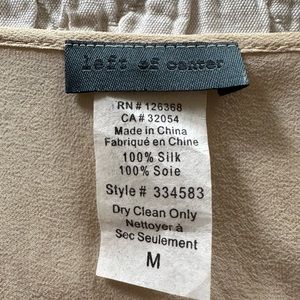 left of center
RN # 126368
CA # 32054
Made in China
Fabriqué en Chine
100% Silk
100% Soie
Style # 334583
Dry Clean Only
Nettoyer à
Sec Seulement
M